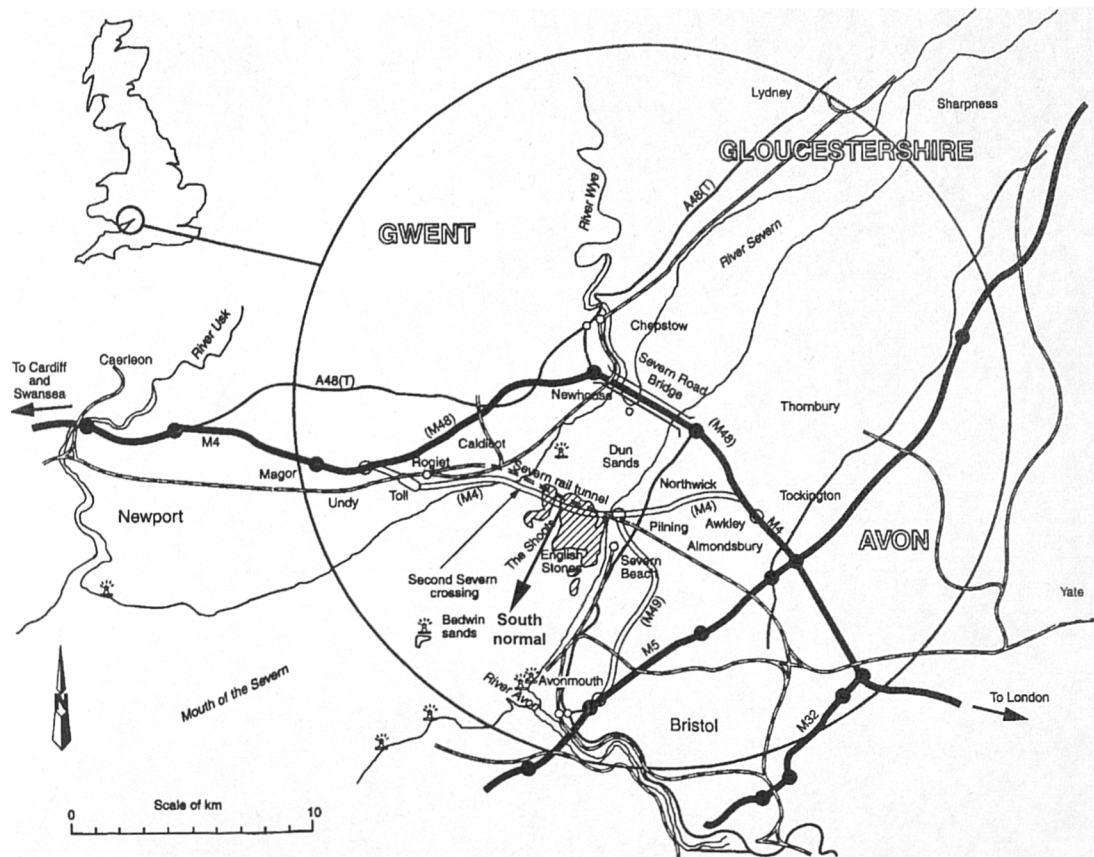 Lydney
Sharpness
GLOUCESTERSHIRE
River Wye
A48(T)
GWENT
River Severn
River Usk
Chepstow
Caerleon
To Cardiff
and
Swansea
A48(T)
Severn Road
Bridge
Newhouse
Thornbury
(M48)
(M48)
M4
Caldicot
Dun
Sands
Rogiet
Magor
Severn rail tunnel
Northwick
Tockington
Undy
Toll
(M4)
(M4)
Newport
Pilning
Awkley
M4
AVON
The Shoots
Almondsbury
English
Stones
Severn
Beach
Second Severn
crossing
Yate
Bedwin
sands
South
normal
(M49)
M5
N
Mouth of the Severn
River Avon
Avonmouth
To London
Bristol
M32
Scale of km
0
10